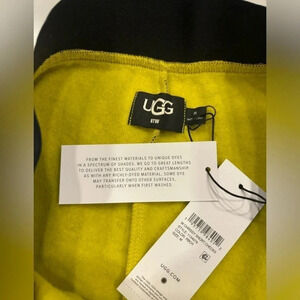 UGG
RTW
FROM THE FINEST MATERIALS TO UNIQUE DYES
IN A SPECTRUM OF SHADES, WE GO TO GREAT LENGTHS
TO DELIVER THE BEST QUALITY AND CRAFTSMANSHIP
AS WITH ANY RICHLY-DYED MATERIAL, SOME DYE
MAY TRANSFER ONTO OTHER SURFACES,
PARTICULARLY WHEN FIRST WASHED.
SIZE: M
UGG.COM